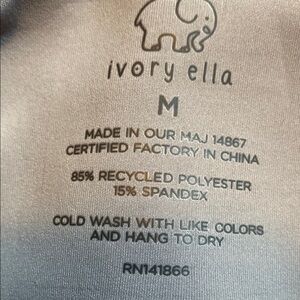 ivory ella
M
MADE IN OUR MAJ 14867
CERTIFIED FACTORY IN CHINA
85% RECYCLED POLYESTER
15% SPANDEX
COLD WASH WITH LIKE COLORS
AND HANG TO DRY
RN141866